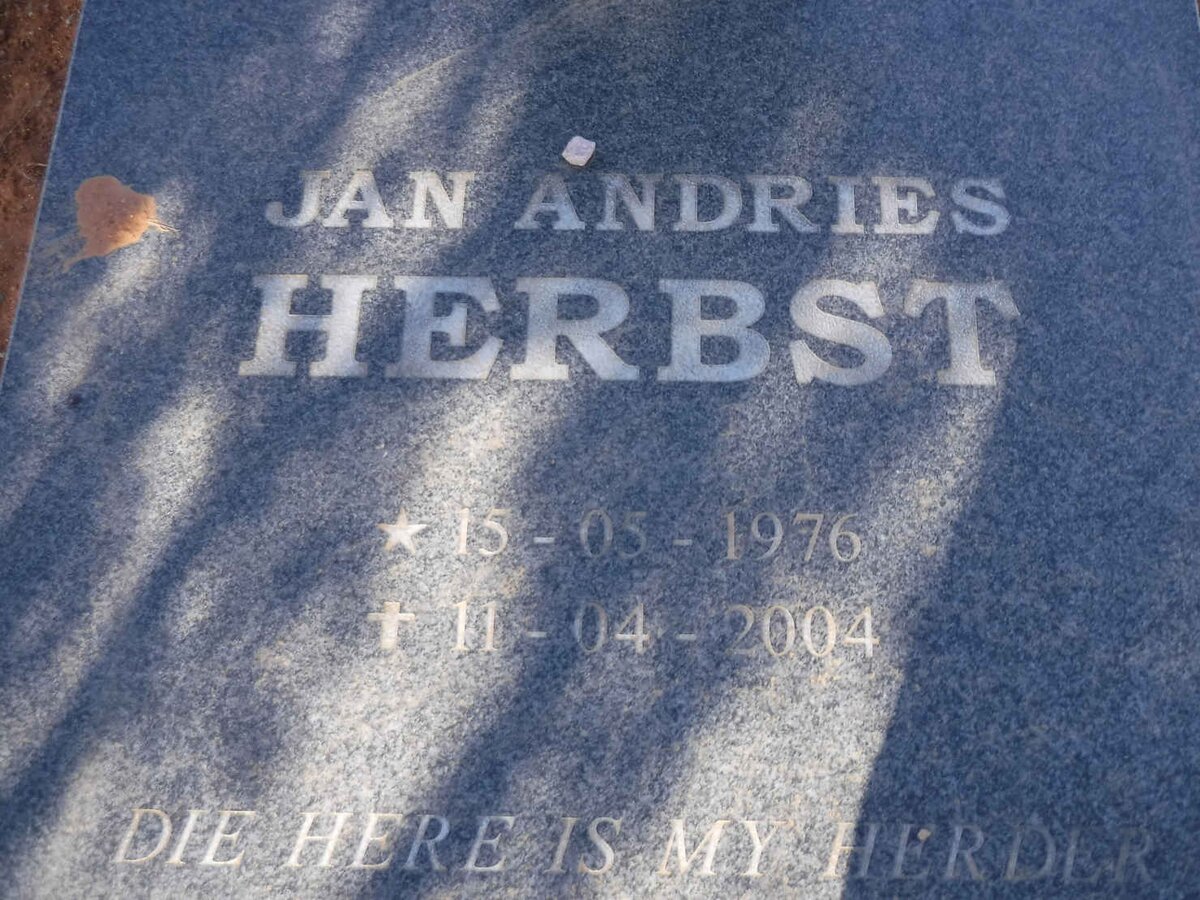 JAN ANDRIES
HERBST
★ 15 - 05 - 1976
✝ 11 - 04 - 2004
DIE HERE IS MY HERDER